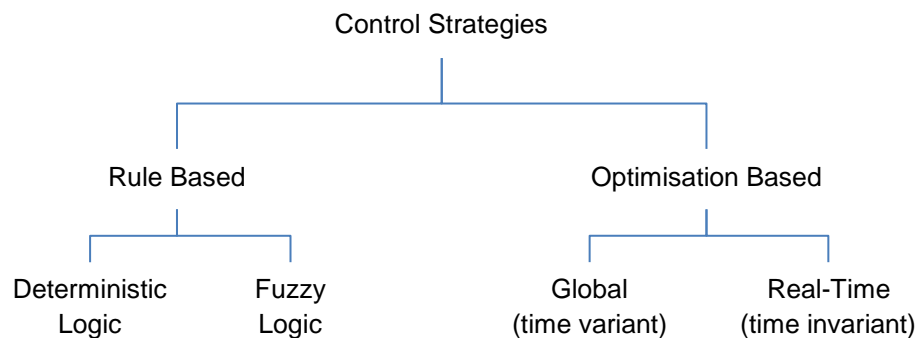 Control Strategies
Rule Based
Optimisation Based
Deterministic
Logic
Fuzzy
Logic
Global
(time variant)
Real-Time
(time invariant)